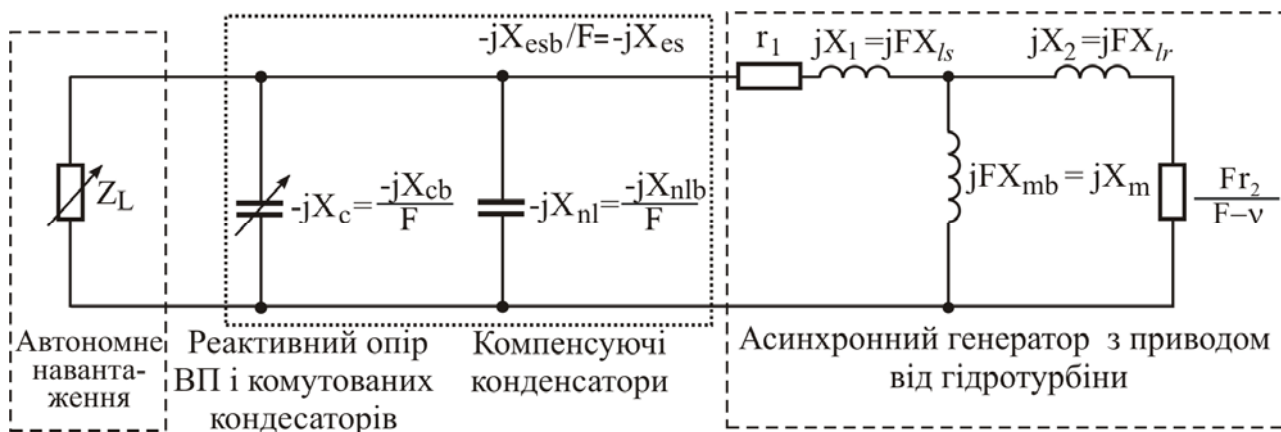 -jX_esb/F=-jX_es
r_1
jX_1=jFX_ls
jX_2=jFX_lr
Z_L
-jX_c=-jX_cb/F
-jX_nl=-jX_nlb/F
jFX_mb=jX_m
Fr_2/F-ν
Автономне
наванта-
ження
Реактивний опір
ВП і комутованих
кондесаторів
Компенсуючі
конденсатори
Асинхронний генератор з приводом
від гідротурбіни